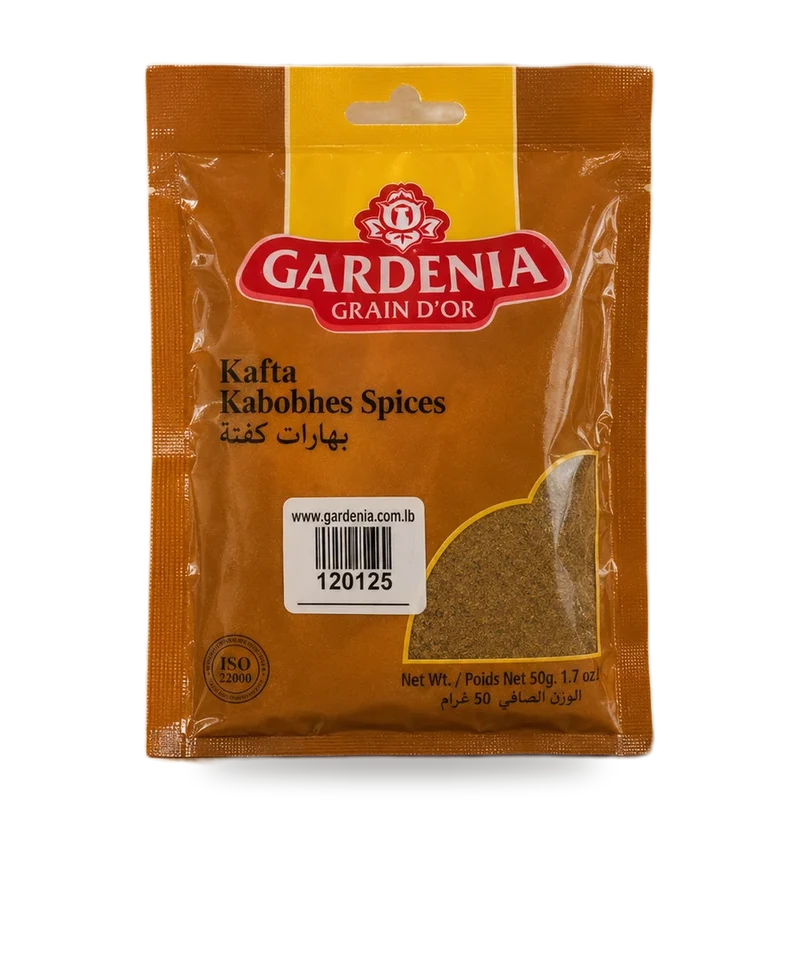 GARDENIA
GRAIN D'OR
Kafta
Kabobhes Spices
بهارات كفتة
www.gardenia.com.lb
120125
ISO
22000
Net Wt. / Poids Net 50g. 1.7 oz.
الوزن الصافي 50 غرام